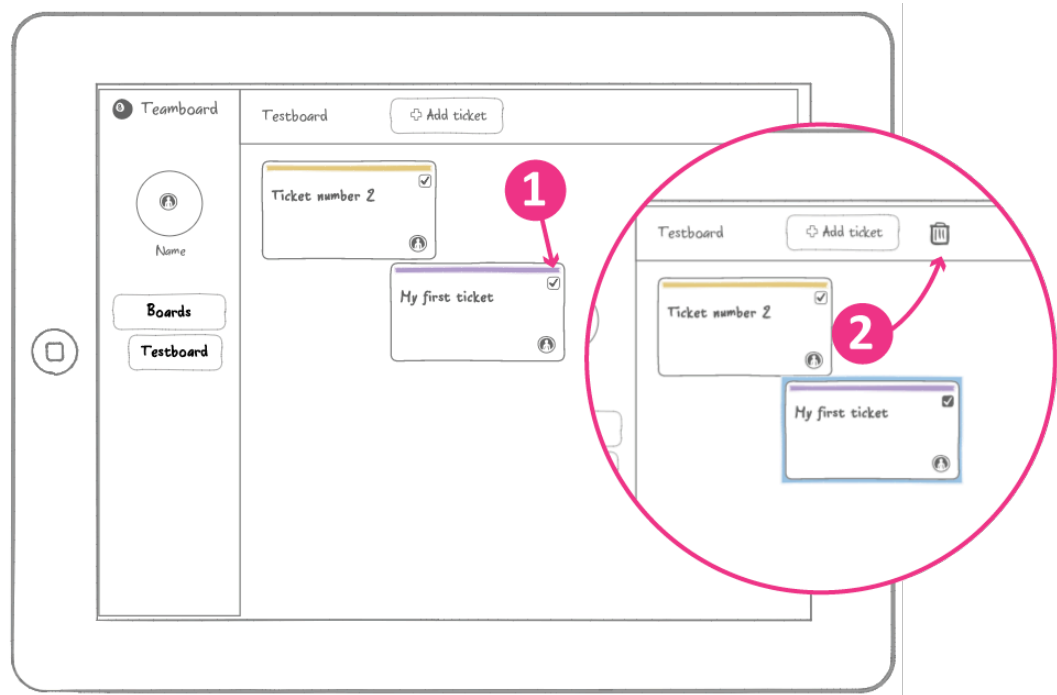 Teamboard
Testboard
Add ticket
Name
Boards
Testboard
Ticket number 2
My first ticket
1
Testboard
Add ticket
Ticket number 2
2
My first ticket